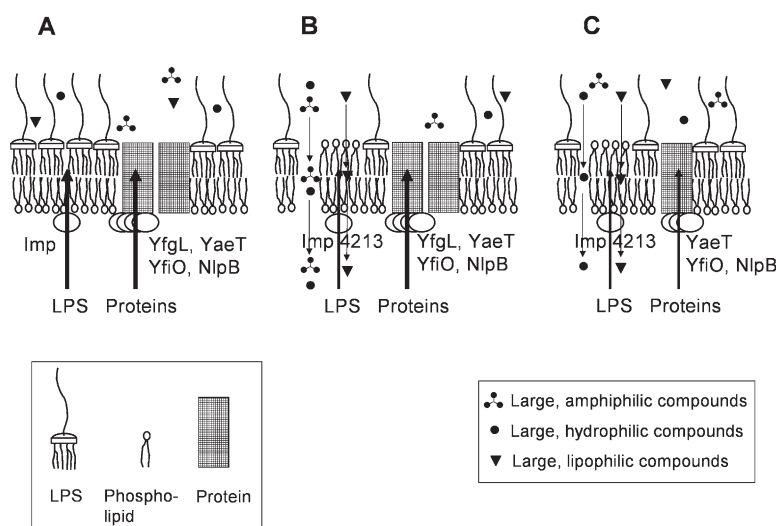 A
B
C
Imp
YfgL, YaeT
YfiO, NlpB
LPS
Proteins
Imp 4213
YfgL, YaeT
YfiO, NlpB
LPS
Proteins
Imp 4213
YaeT
YfiO, NlpB
LPS
Proteins
LPS
Phospho-
lipid
Protein
Large, amphiphilic compounds
Large, hydrophilic compounds
Large, lipophilic compounds